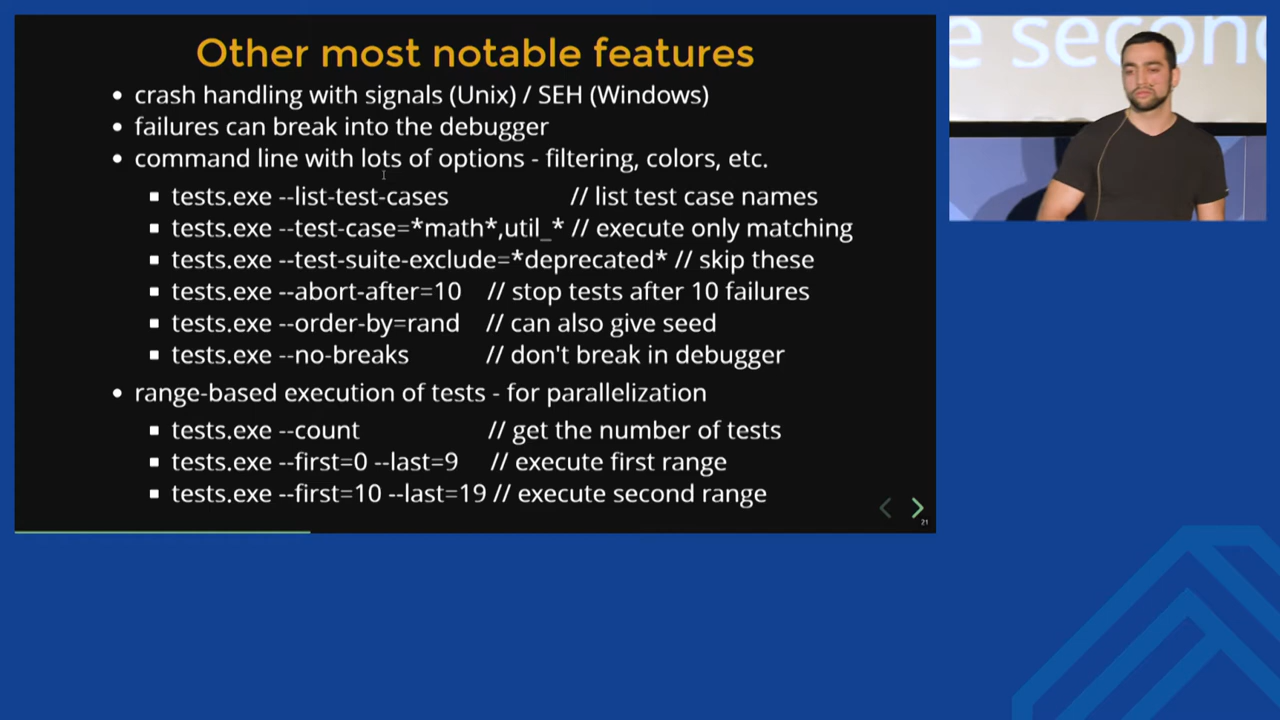 Other most notable features
• crash handling with signals (Unix) / SEH (Windows)
• failures can break into the debugger
• command line with lots of options - filtering, colors, etc.
▪ tests.exe --list-test-cases // list test case names
▪ tests.exe --test-case=*math*,util_* // execute only matching
▪ tests.exe --test-suite-exclude=*deprecated* // skip these
▪ tests.exe --abort-after=10 // stop tests after 10 failures
▪ tests.exe --order-by=rand // can also give seed
▪ tests.exe --no-breaks // don't break in debugger
• range-based execution of tests - for parallelization
▪ tests.exe --count // get the number of tests
▪ tests.exe --first=0 --last=9 // execute first range
▪ tests.exe --first=10 --last=19 // execute second range
21
e second